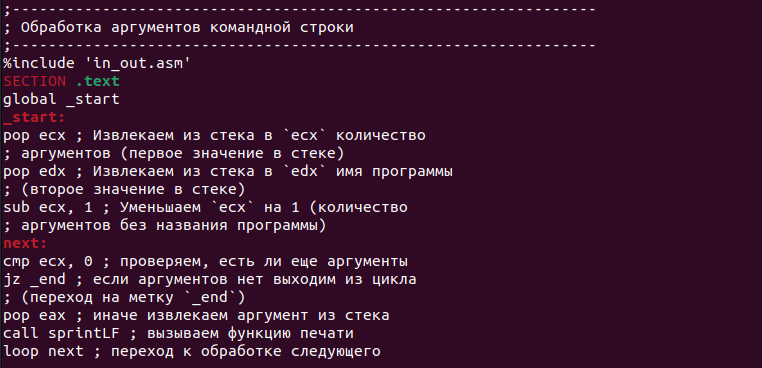 ;-----------------------------------------------------------------
; Обработка аргументов командной строки
;-----------------------------------------------------------------
%include 'in_out.asm'
SECTION .text
global _start
_start:
pop ecx ; Извлекаем из стека в `ecx` количество
; аргументов (первое значение в стеке)
pop edx ; Извлекаем из стека в `edx` имя программы
; (второе значение в стеке)
sub ecx, 1 ; Уменьшаем `ecx` на 1 (количество
; аргументов без названия программы)
next:
cmp ecx, 0 ; проверяем, есть ли еще аргументы
jz _end ; если аргументов нет выходим из цикла
; (переход на метку `_end`)
pop eax ; иначе извлекаем аргумент из стека
call sprintLF ; вызываем функцию печати
loop next ; переход к обработке следующего